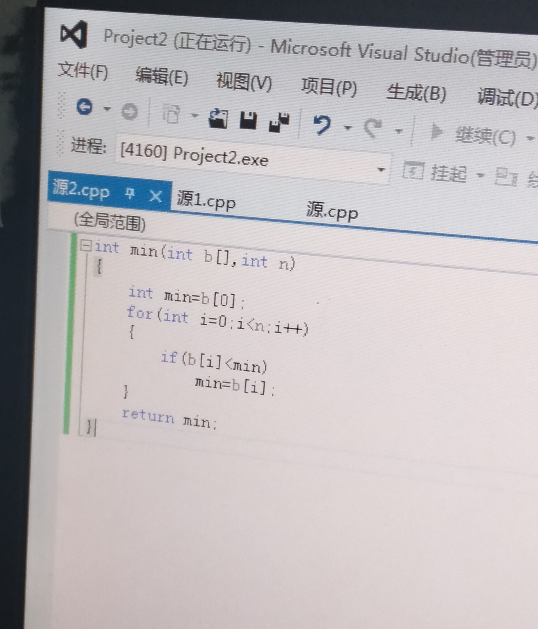 Project2 (正在运行) - Microsoft Visual Studio(管理员)
文件(F) 编辑(E) 视图(V) 项目(P) 生成(B) 调试(D)
继续(C)
进程: [4160] Project2.exe 挂起
源2.cpp 源1.cpp 源.cpp
(全局范围)
int min(int b[],int n)
{
int min=b[0];
for(int i=0;i<n;i++)
{
if(b[i]<min)
min=b[i];
}
return min;
}